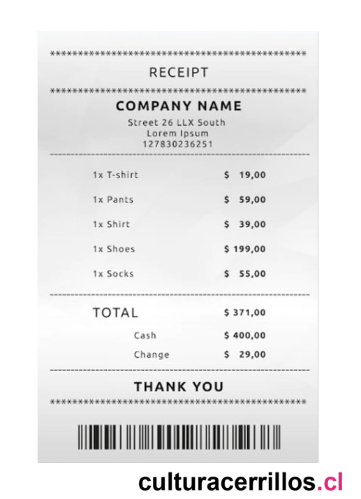 ************************************************
RECEIPT
************************************************
COMPANY NAME
Street 26 LLX South
Lorem Ipsum
127830236251
1x T-shirt $ 19,00
1x Pants $ 59,00
1x Shirt $ 39,00
1x Shoes $ 199,00
1x Socks $ 55,00
TOTAL $ 371,00
Cash $ 400,00
Change $ 29,00
THANK YOU
************************************************
culturacerrillos.cl